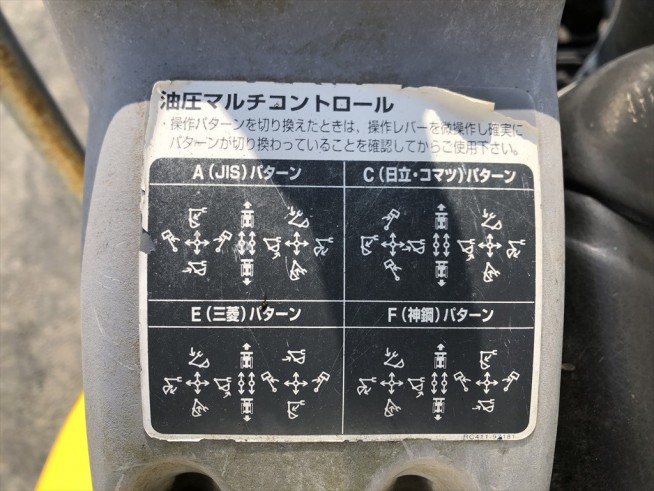 油圧マルチコントロール
・操作パターンを切り換えたときは、操作レバーを微操作し確実に
パターンが切り換わっていることを確認してからご使用下さい。
A（JIS）パターン
C（日立・コマツ）パターン
E（三菱）パターン
F（神鋼）パターン